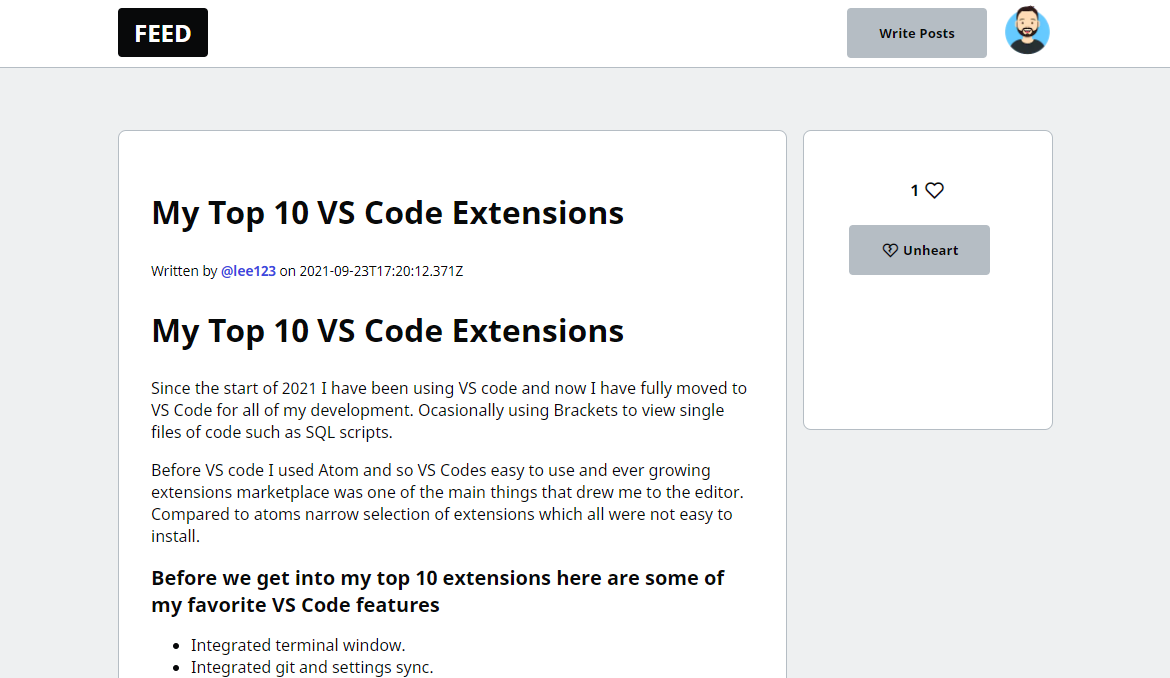 FEED
Write Posts
My Top 10 VS Code Extensions
Written by @lee123 on 2021-09-23T17:20:12.371Z
My Top 10 VS Code Extensions
Since the start of 2021 I have been using VS code and now I have fully moved to
VS Code for all of my development. Ocasionally using Brackets to view single
files of code such as SQL scripts.
Before VS code I used Atom and so VS Codes easy to use and ever growing
extensions marketplace was one of the main things that drew me to the editor.
Compared to atoms narrow selection of extensions which all were not easy to
install.
Before we get into my top 10 extensions here are some of
my favorite VS Code features
• Integrated terminal window.
• Integrated git and settings sync.
1
Unheart